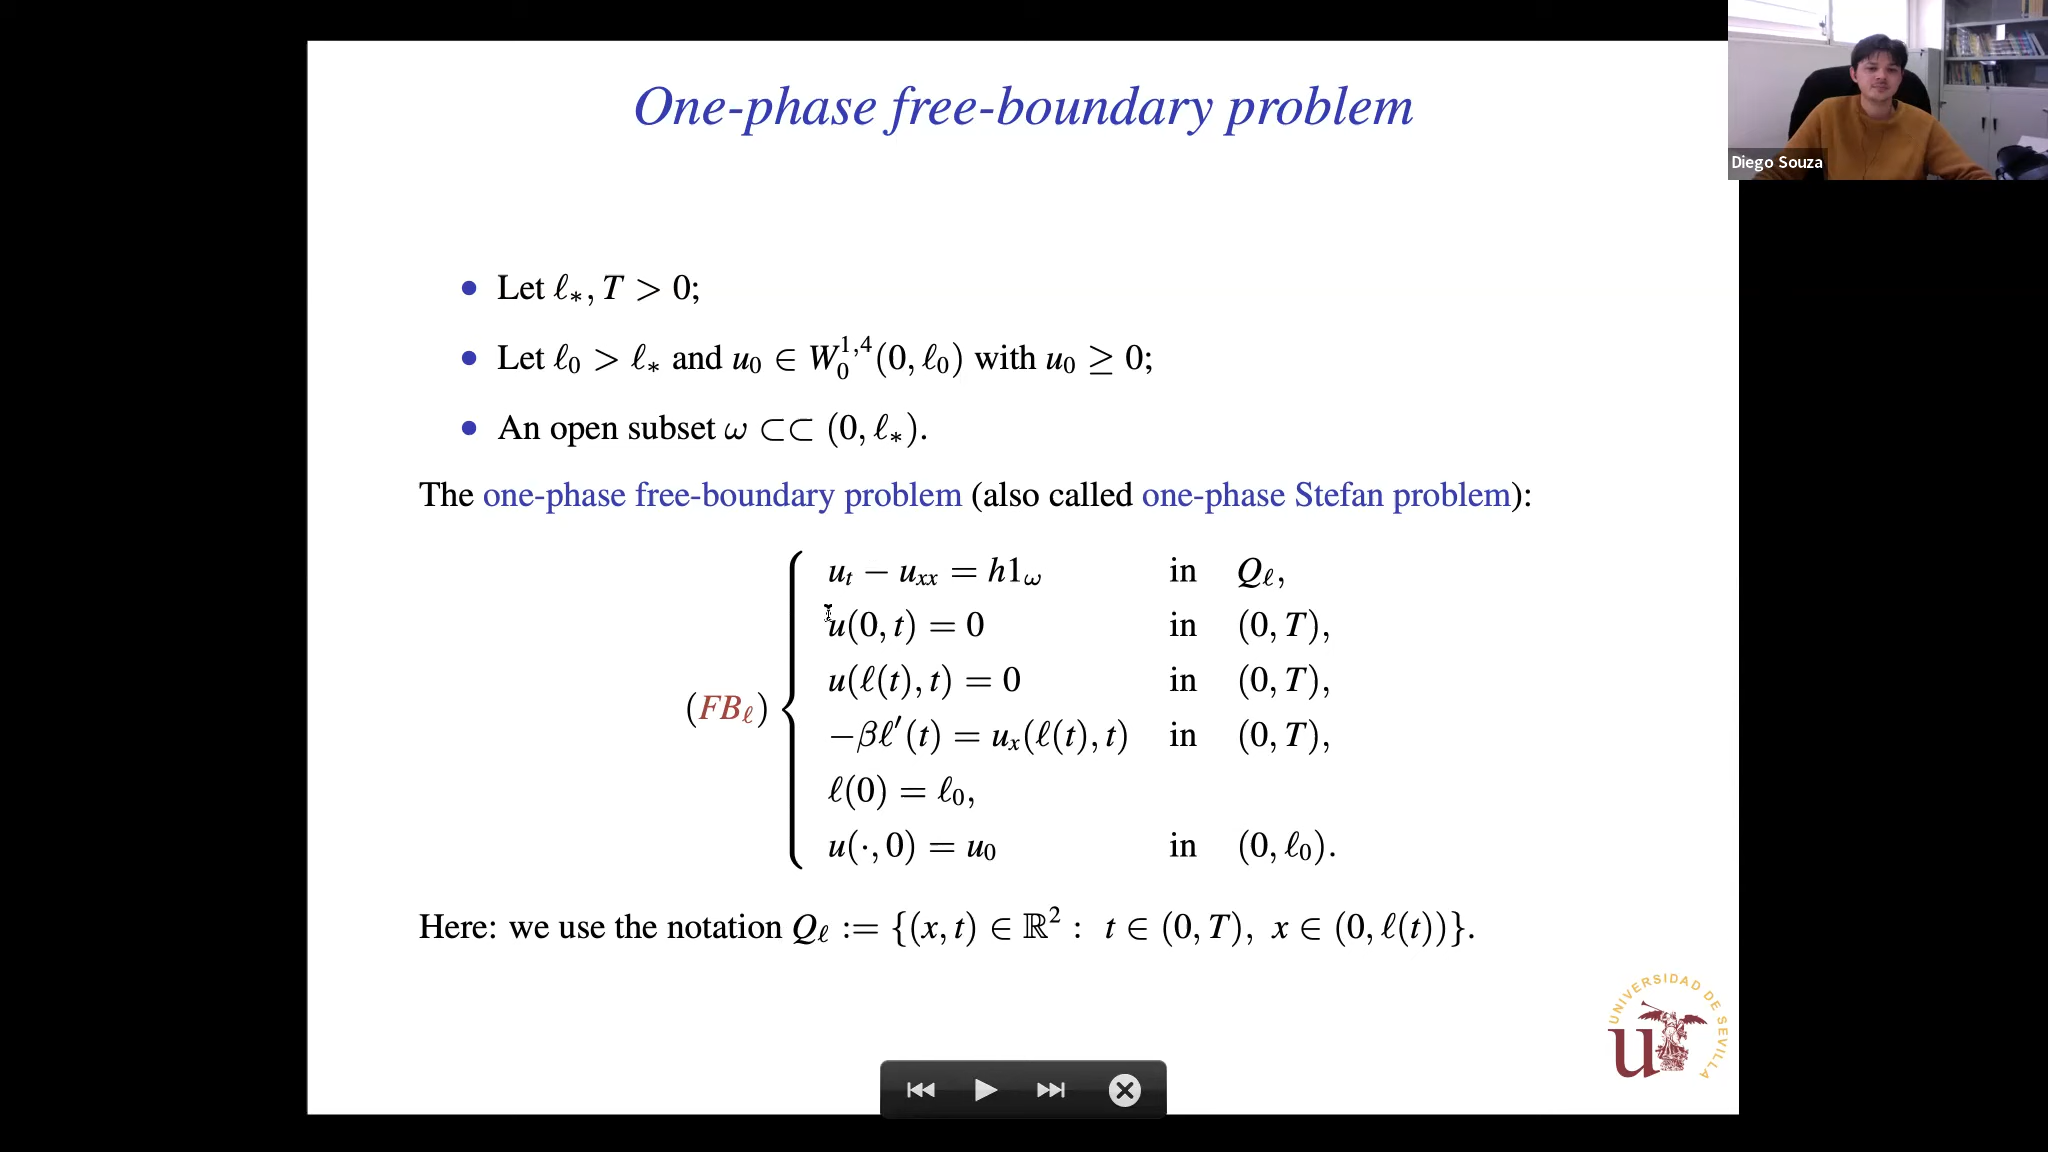 One-phase free-boundary problem
Diego Souza
• Let ℓ∗, T > 0;
• Let ℓ₀ > ℓ∗ and u₀ ∈ W₀^{1,4}(0, ℓ₀) with u₀ ≥ 0;
• An open subset ω ⊂⊂ (0, ℓ∗).
The one-phase free-boundary problem (also called one-phase Stefan problem):
u_t − u_{xx} = h1_ω in Q_ℓ,
u(0, t) = 0 in (0, T),
u(ℓ(t), t) = 0 in (0, T),
(FB_ℓ)
−βℓ′(t) = u_x(ℓ(t), t) in (0, T),
ℓ(0) = ℓ₀,
u(·, 0) = u₀ in (0, ℓ₀).
Here: we use the notation Q_ℓ := {(x, t) ∈ ℝ² : t ∈ (0, T), x ∈ (0, ℓ(t))}.
UNIVERSIDAD DE SEVILLA
u